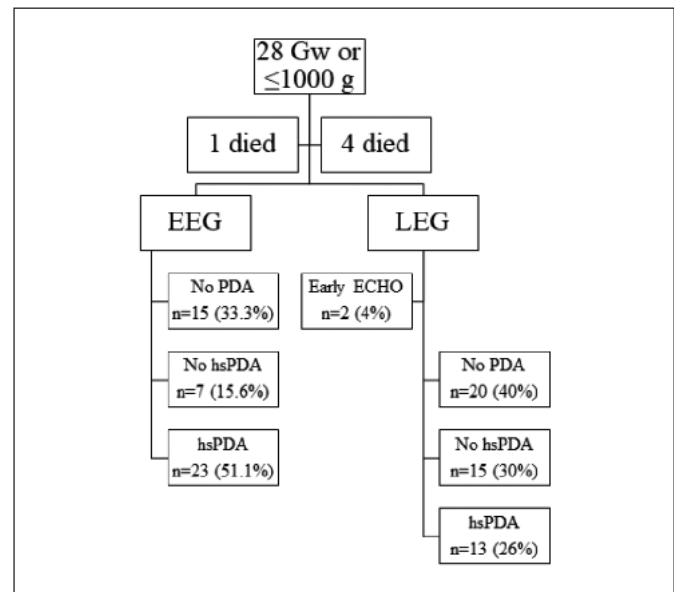 28 Gw or
≤1000 g
1 died
4 died
EEG
LEG
No PDA
n=15 (33.3%)
No hsPDA
n=7 (15.6%)
hsPDA
n=23 (51.1%)
Early ECHO
n=2 (4%)
No PDA
n=20 (40%)
No hsPDA
n=15 (30%)
hsPDA
n=13 (26%)